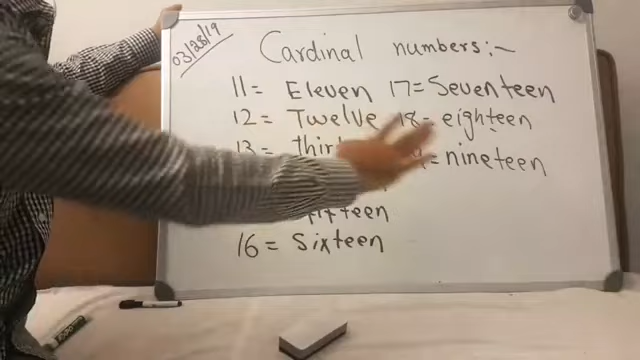 03/28/19
Cardinal numbers:~
11= Eleven 17= Seventeen
12= Twelve 18= eighteen
13= = nineteen
fifteen
16= Sixteen